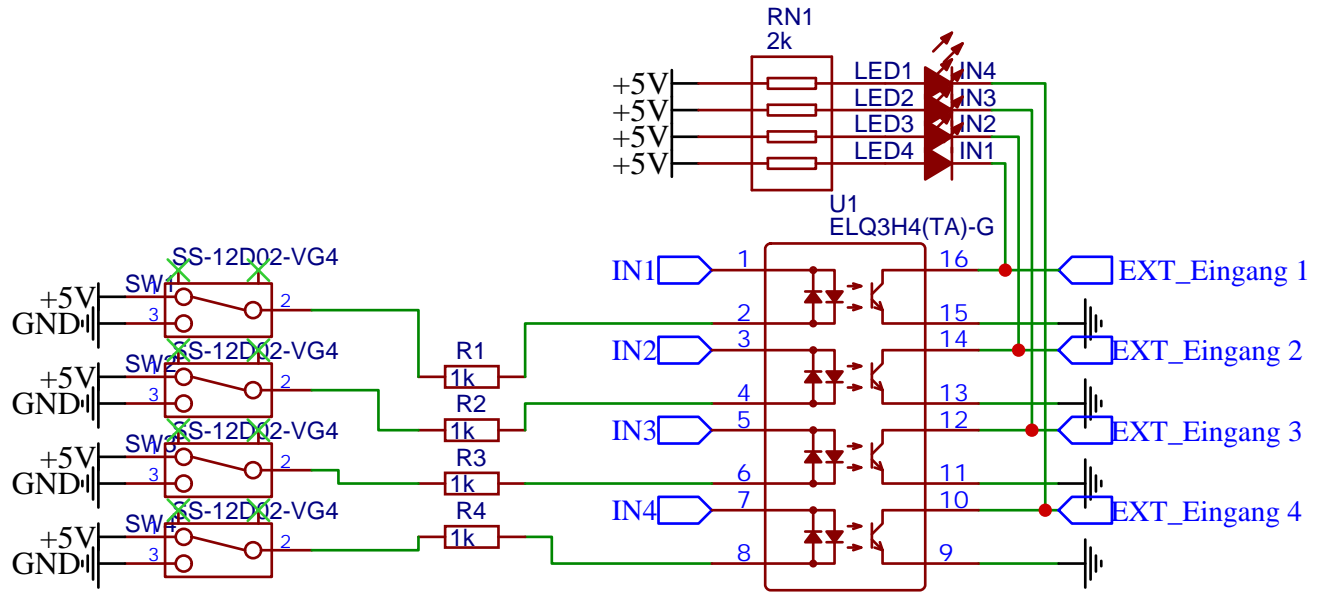 RN1
2k
+5V LED1 IN4
+5V LED2 IN3
+5V LED3 IN2
+5V LED4 IN1
U1
ELQ3H4(TA)-G
SS-12D02-VG4
SW1
+5V
GND 3 2
SS-12D02-VG4
SW2
+5V
GND 3 2
SS-12D02-VG4
SW3
+5V
GND 3 2
SS-12D02-VG4
SW4
+5V
GND 3 2
R1
1k
R2
1k
R3
1k
R4
1k
IN1 1 16 EXT_Eingang 1
2 15
IN2 3 14 EXT_Eingang 2
4 13
IN3 5 12 EXT_Eingang 3
6 11
IN4 7 10 EXT_Eingang 4
8 9